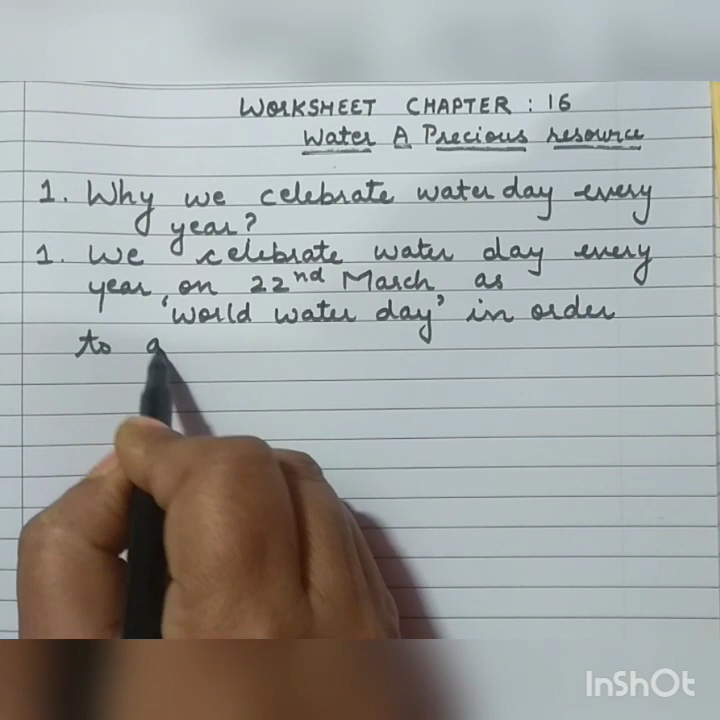 WORKSHEET CHAPTER : 16
Water A Precious resource
1. Why we celebrate water day every
year?
1. We celebrate water day every
year on 22nd March as
'World water day' in order
to a
InShOt